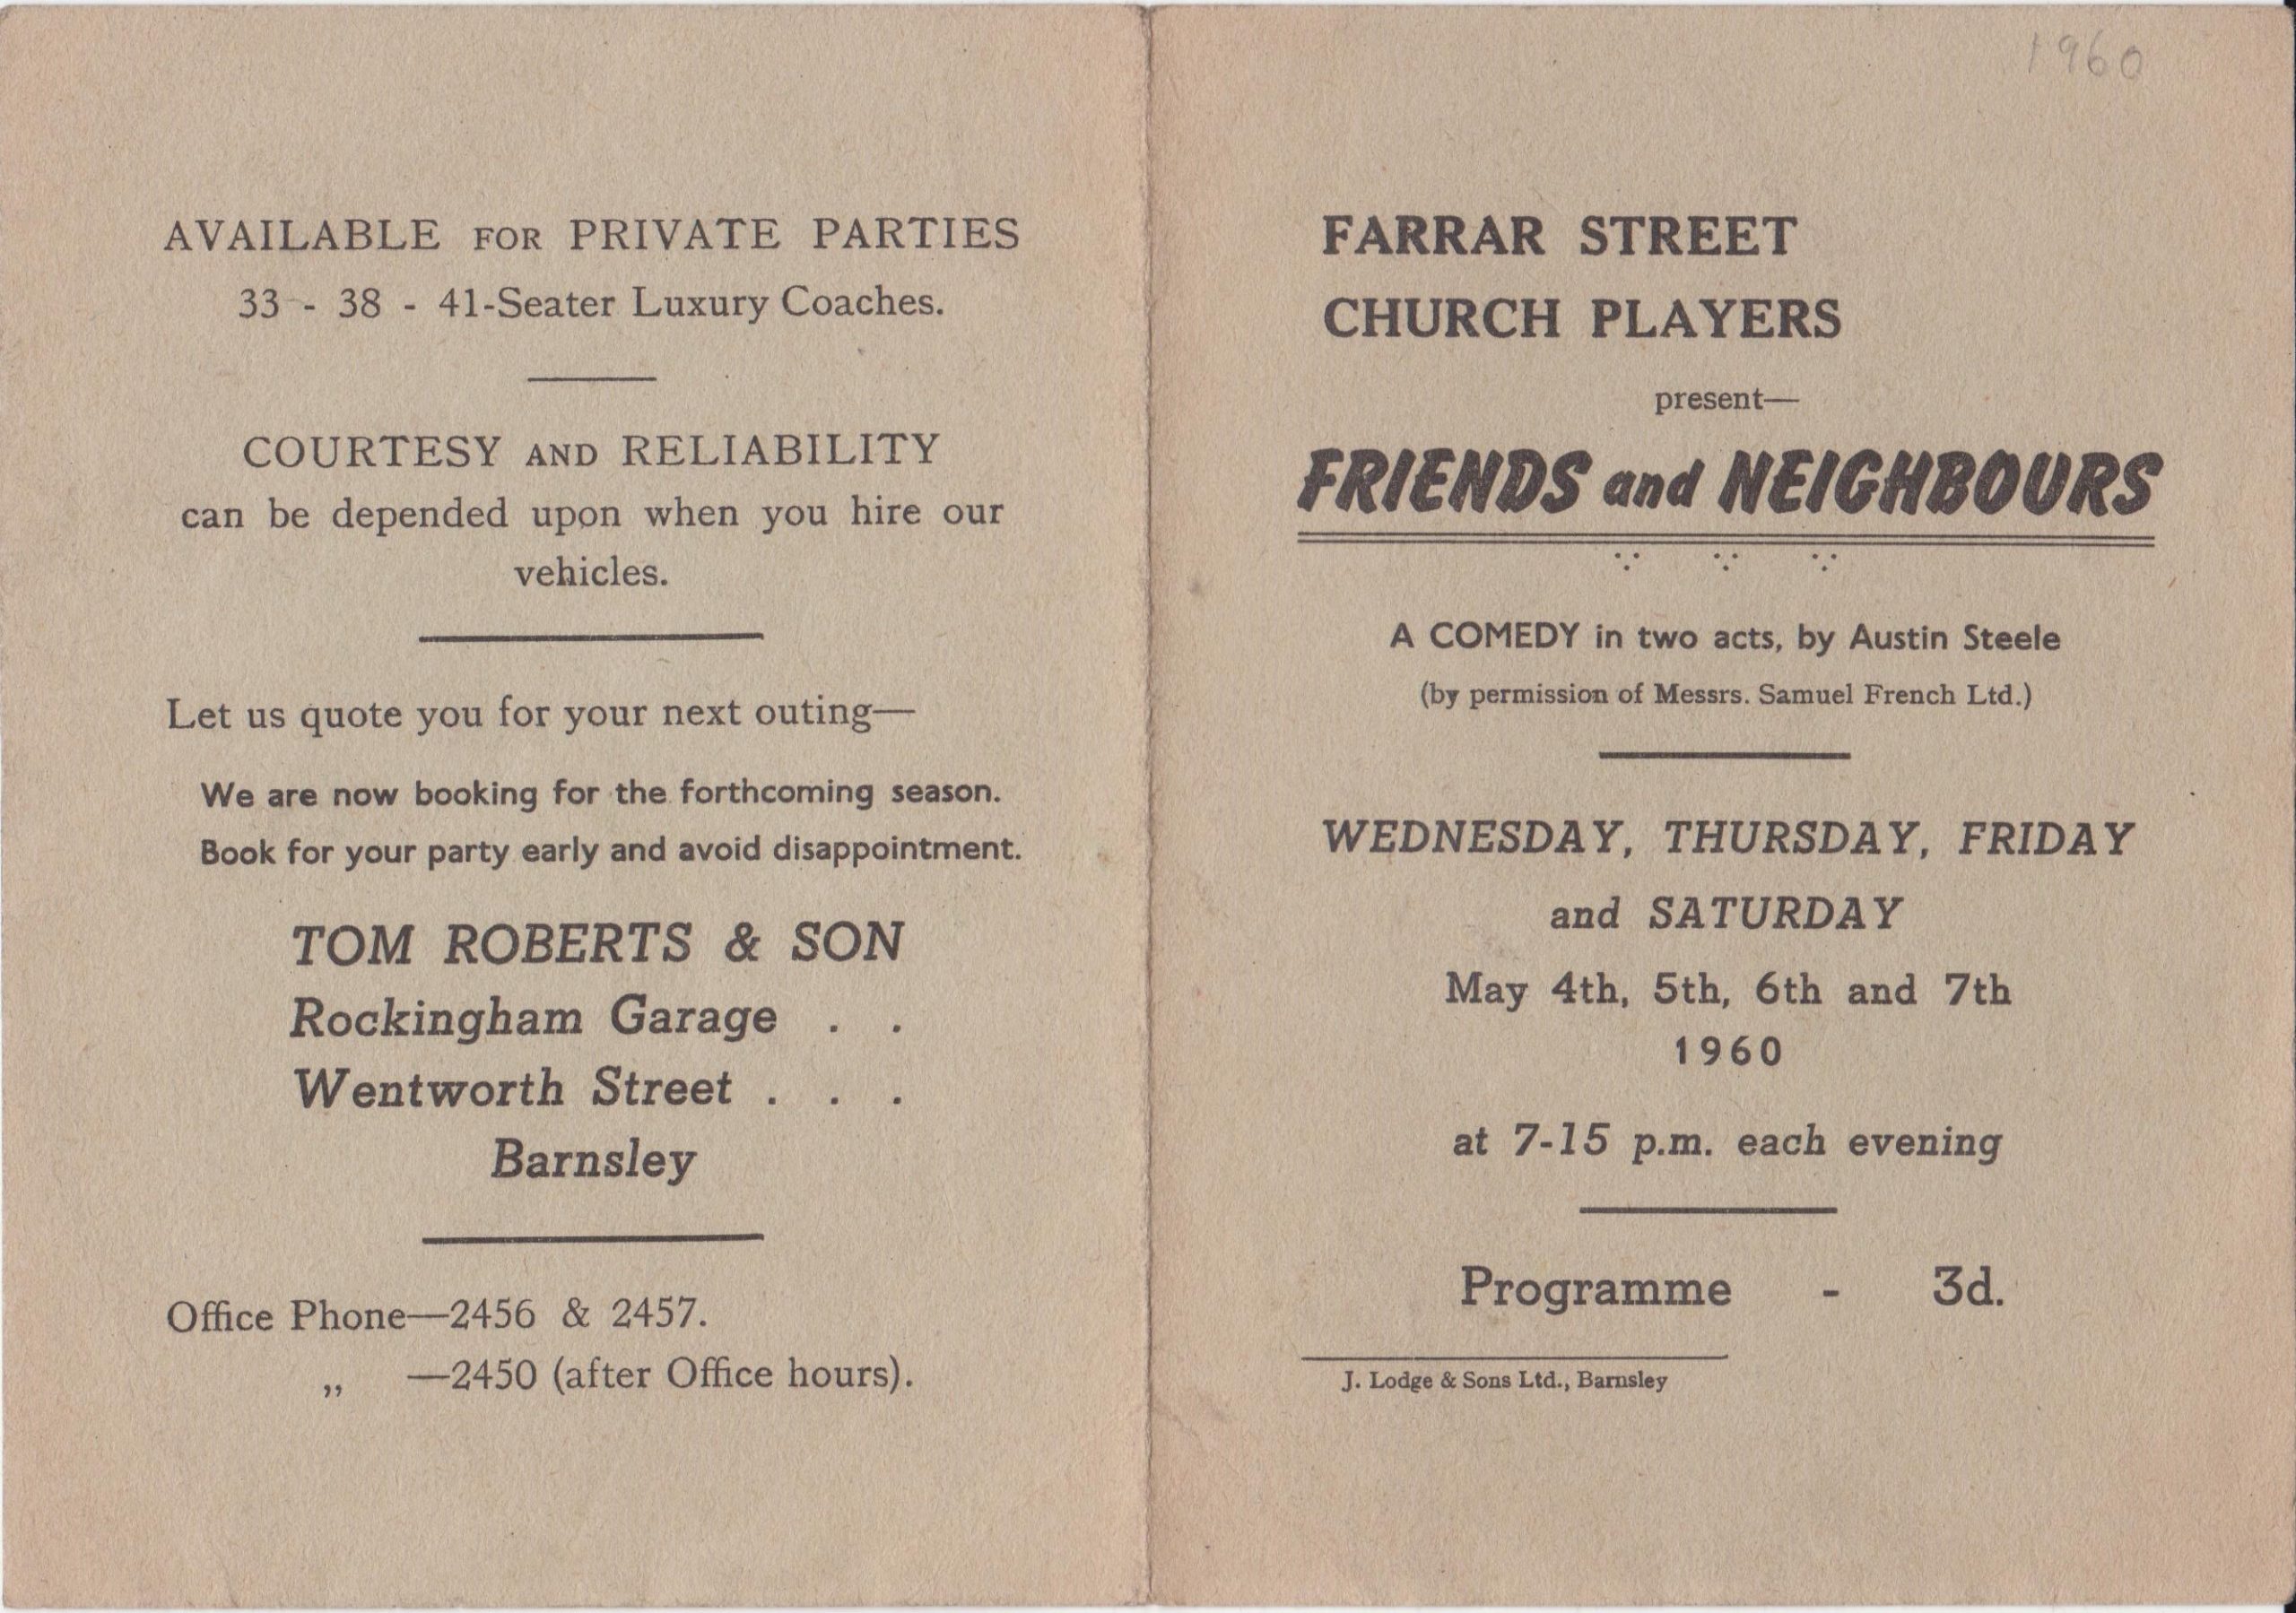 AVAILABLE FOR PRIVATE PARTIES
33 - 38 - 41-Seater Luxury Coaches.
COURTESY AND RELIABILITY
can be depended upon when you hire our
vehicles.
Let us quote you for your next outing—
We are now booking for the forthcoming season.
Book for your party early and avoid disappointment.
TOM ROBERTS & SON
Rockingham Garage . .
Wentworth Street . . .
Barnsley
Office Phone—2456 & 2457.
„ —2450 (after Office hours).
1960
FARRAR STREET
CHURCH PLAYERS
present—
FRIENDS and NEIGHBOURS
A COMEDY in two acts, by Austin Steele
(by permission of Messrs. Samuel French Ltd.)
WEDNESDAY, THURSDAY, FRIDAY
and SATURDAY
May 4th, 5th, 6th and 7th
1960
at 7-15 p.m. each evening
Programme - 3d.
J. Lodge & Sons Ltd., Barnsley